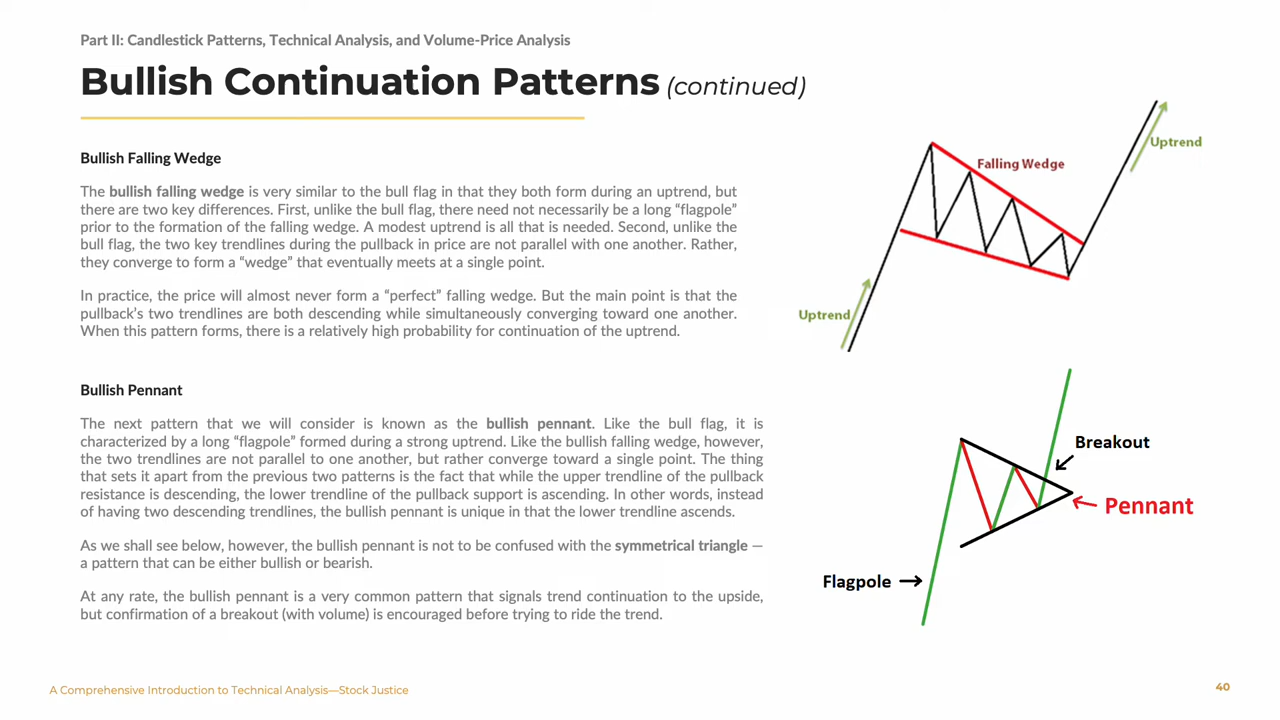 Part II: Candlestick Patterns, Technical Analysis, and Volume-Price Analysis
Bullish Continuation Patterns (continued)
Bullish Falling Wedge
The bullish falling wedge is very similar to the bull flag in that they both form during an uptrend, but
there are two key differences. First, unlike the bull flag, there need not necessarily be a long “flagpole”
prior to the formation of the falling wedge. A modest uptrend is all that is needed. Second, unlike the
bull flag, the two key trendlines during the pullback in price are not parallel with one another. Rather,
they converge to form a “wedge” that eventually meets at a single point.
In practice, the price will almost never form a “perfect” falling wedge. But the main point is that the
pullback’s two trendlines are both descending while simultaneously converging toward one another.
When this pattern forms, there is a relatively high probability for continuation of the uptrend.
Uptrend
Falling Wedge
Uptrend
Bullish Pennant
The next pattern that we will consider is known as the bullish pennant. Like the bull flag, it is
characterized by a long “flagpole” formed during a strong uptrend. Like the bullish falling wedge, however,
the two trendlines are not parallel to one another, but rather converge toward a single point. The thing
that sets it apart from the previous two patterns is the fact that while the upper trendline of the pullback
resistance is descending, the lower trendline of the pullback support is ascending. In other words, instead
of having two descending trendlines, the bullish pennant is unique in that the lower trendline ascends.
As we shall see below, however, the bullish pennant is not to be confused with the symmetrical triangle —
a pattern that can be either bullish or bearish.
At any rate, the bullish pennant is a very common pattern that signals trend continuation to the upside,
but confirmation of a breakout (with volume) is encouraged before trying to ride the trend.
Breakout
Pennant
Flagpole
A Comprehensive Introduction to Technical Analysis—Stock Justice
40